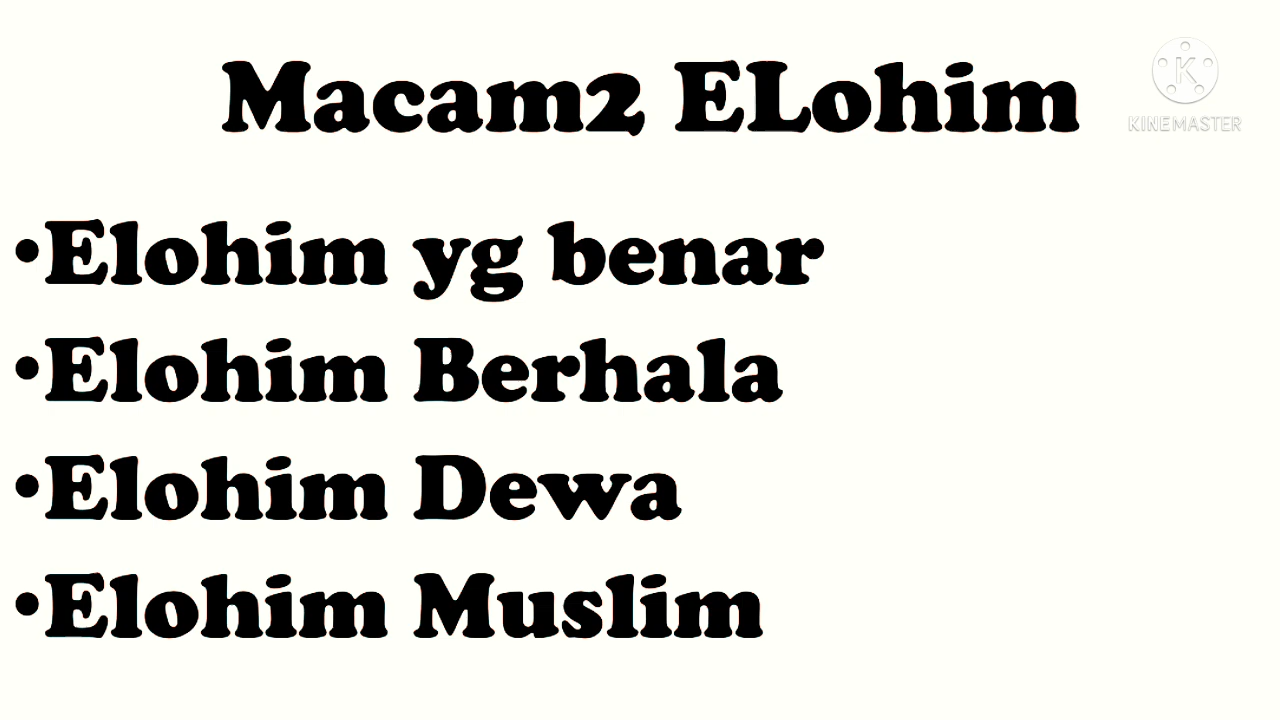 Macam2 ELohim
K
KINEMASTER
•Elohim yg benar
•Elohim Berhala
•Elohim Dewa
•Elohim Muslim